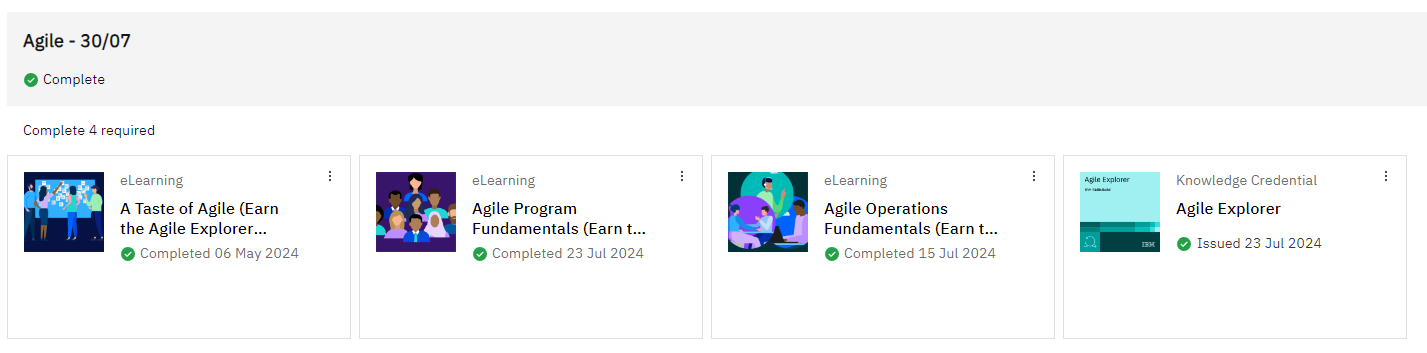 Agile - 30/07
Complete
Complete 4 required
eLearning
A Taste of Agile (Earn
the Agile Explorer...
Completed 06 May 2024
eLearning
Agile Program
Fundamentals (Earn t...
Completed 23 Jul 2024
eLearning
Agile Operations
Fundamentals (Earn t...
Completed 15 Jul 2024
Agile Explorer
IBM
Knowledge Credential
Agile Explorer
Issued 23 Jul 2024